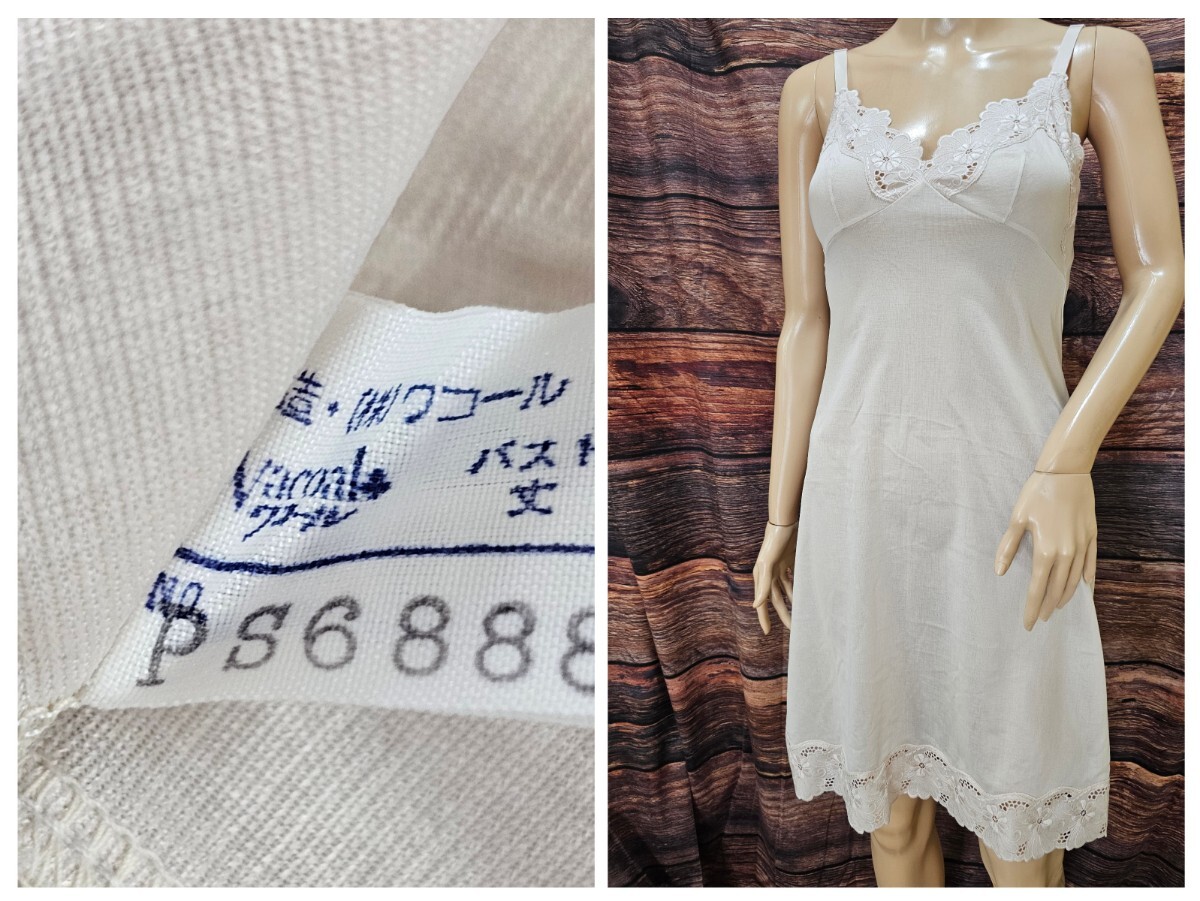 造・㈱ワコール
Wacoal バスト
ワコール 丈
NO.
PS6888